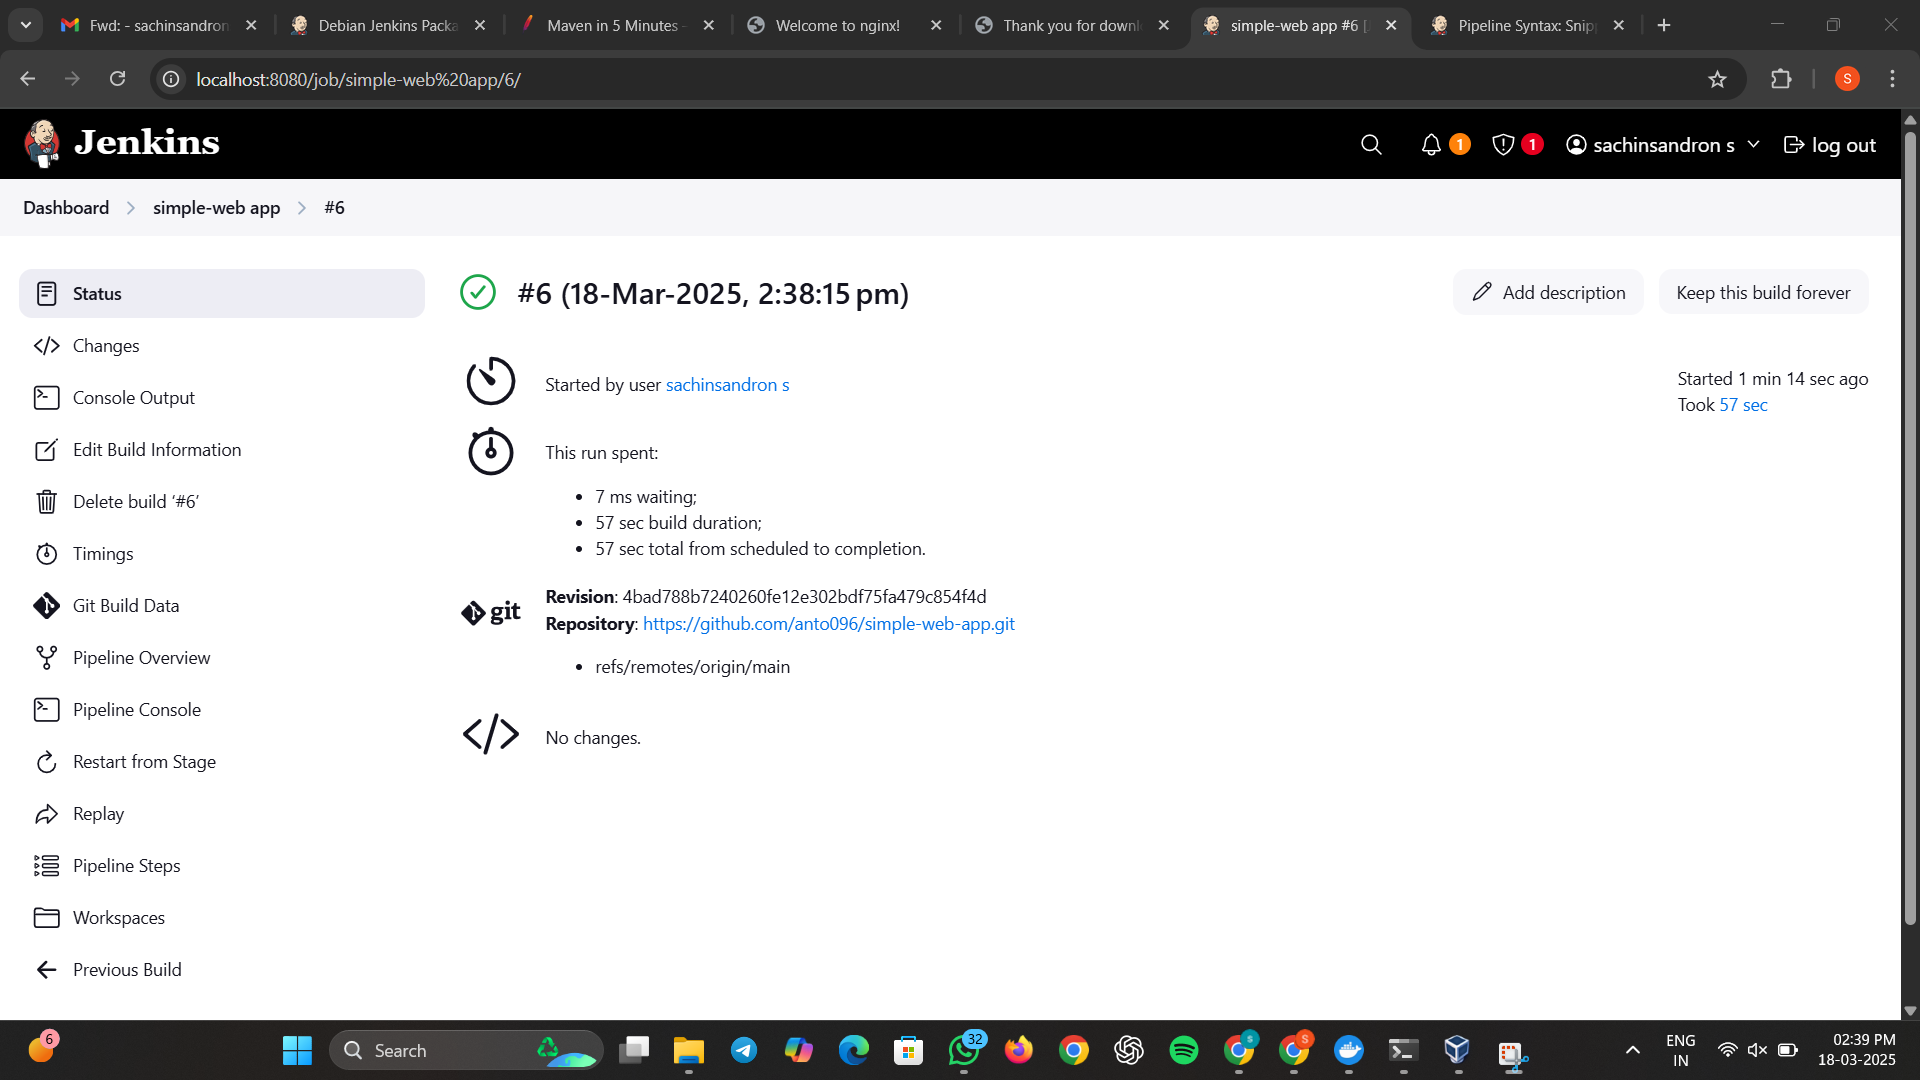 Fwd: - sachinsandron
Debian Jenkins Packa
Maven in 5 Minutes -
Welcome to nginx!
Thank you for downl
simple-web app #6 [
Pipeline Syntax: Snip
localhost:8080/job/simple-web%20app/6/
S
Jenkins
1
1
sachinsandron s
log out
Dashboard
simple-web app
#6
Status
Changes
Console Output
Edit Build Information
Delete build ‘#6’
Timings
Git Build Data
Pipeline Overview
Pipeline Console
Restart from Stage
Replay
Pipeline Steps
Workspaces
Previous Build
#6 (18-Mar-2025, 2:38:15 pm)
Add description
Keep this build forever
Started by user sachinsandron s
Started 1 min 14 sec ago
Took 57 sec
This run spent:
7 ms waiting;
57 sec build duration;
57 sec total from scheduled to completion.
git
Revision: 4bad788b7240260fe12e302bdf75fa479c854f4d
Repository: https://github.com/anto096/simple-web-app.git
refs/remotes/origin/main
No changes.
6
Search
32
S
S
ENG
IN
02:39 PM
18-03-2025